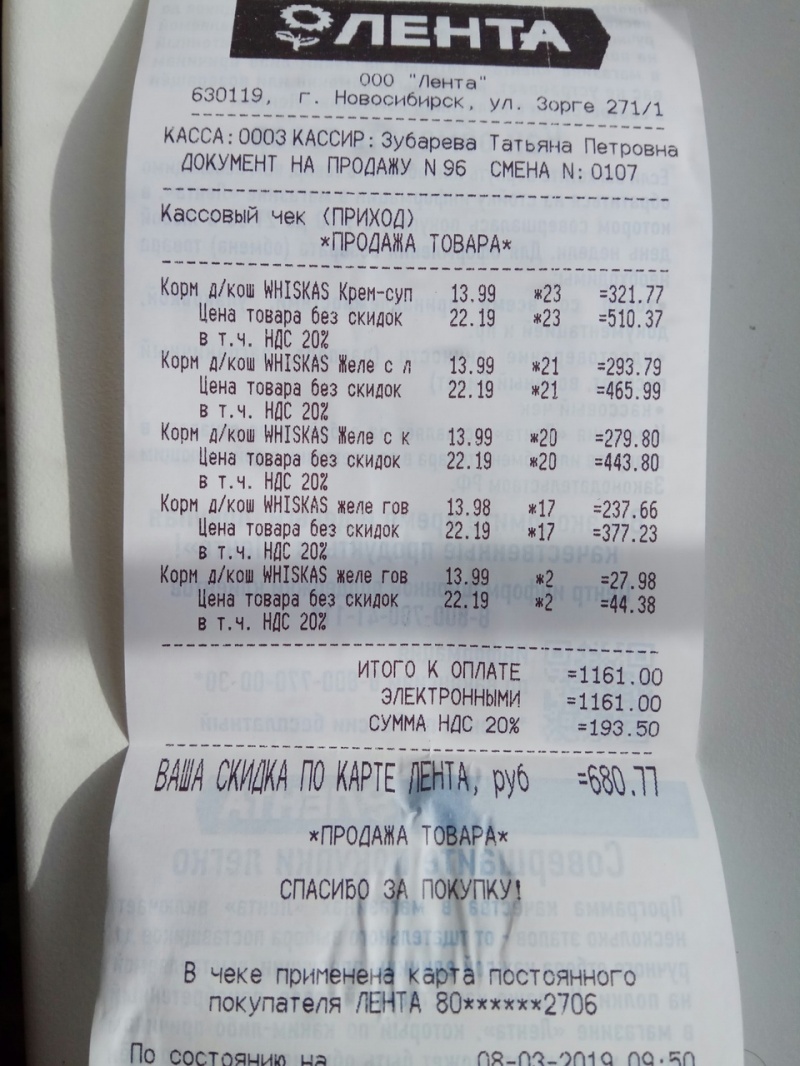 ЛЕНТА
ООО "Лента"
630119, г. Новосибирск, ул. Зорге 271/1
КАССА: 0003 КАССИР: Зубарева Татьяна Петровна
ДОКУМЕНТ НА ПРОДАЖУ N 96 СМЕНА N: 0107
Кассовый чек (ПРИХОД)
*ПРОДАЖА ТОВАРА*
Корм д/кош WHISKAS Крем-суп 13.99 *23 =321.77
Цена товара без скидок 22.19 *23 =510.37
в т.ч. НДС 20%
Корм д/кош WHISKAS Желе с л 13.99 *21 =293.79
Цена товара без скидок 22.19 *21 =465.99
в т.ч. НДС 20%
Корм д/кош WHISKAS Желе с к 13.99 *20 =279.80
Цена товара без скидок 22.19 *20 =443.80
в т.ч. НДС 20%
Корм д/кош WHISKAS желе гов 13.98 *17 =237.66
Цена товара без скидок 22.19 *17 =377.23
в т.ч. НДС 20%
Корм д/кош WHISKAS желе гов 13.99 *2 =27.98
Цена товара без скидок 22.19 *2 =44.38
в т.ч. НДС 20%
ИТОГО К ОПЛАТЕ =1161.00
ЭЛЕКТРОННЫМИ =1161.00
СУММА НДС 20% =193.50
ВАША СКИДКА ПО КАРТЕ ЛЕНТА, руб =680.77
*ПРОДАЖА ТОВАРА*
СПАСИБО ЗА ПОКУПКУ!
В чеке применена карта постоянного
покупателя ЛЕНТА 80******2706
По состоянию на 08-03-2019 09:50